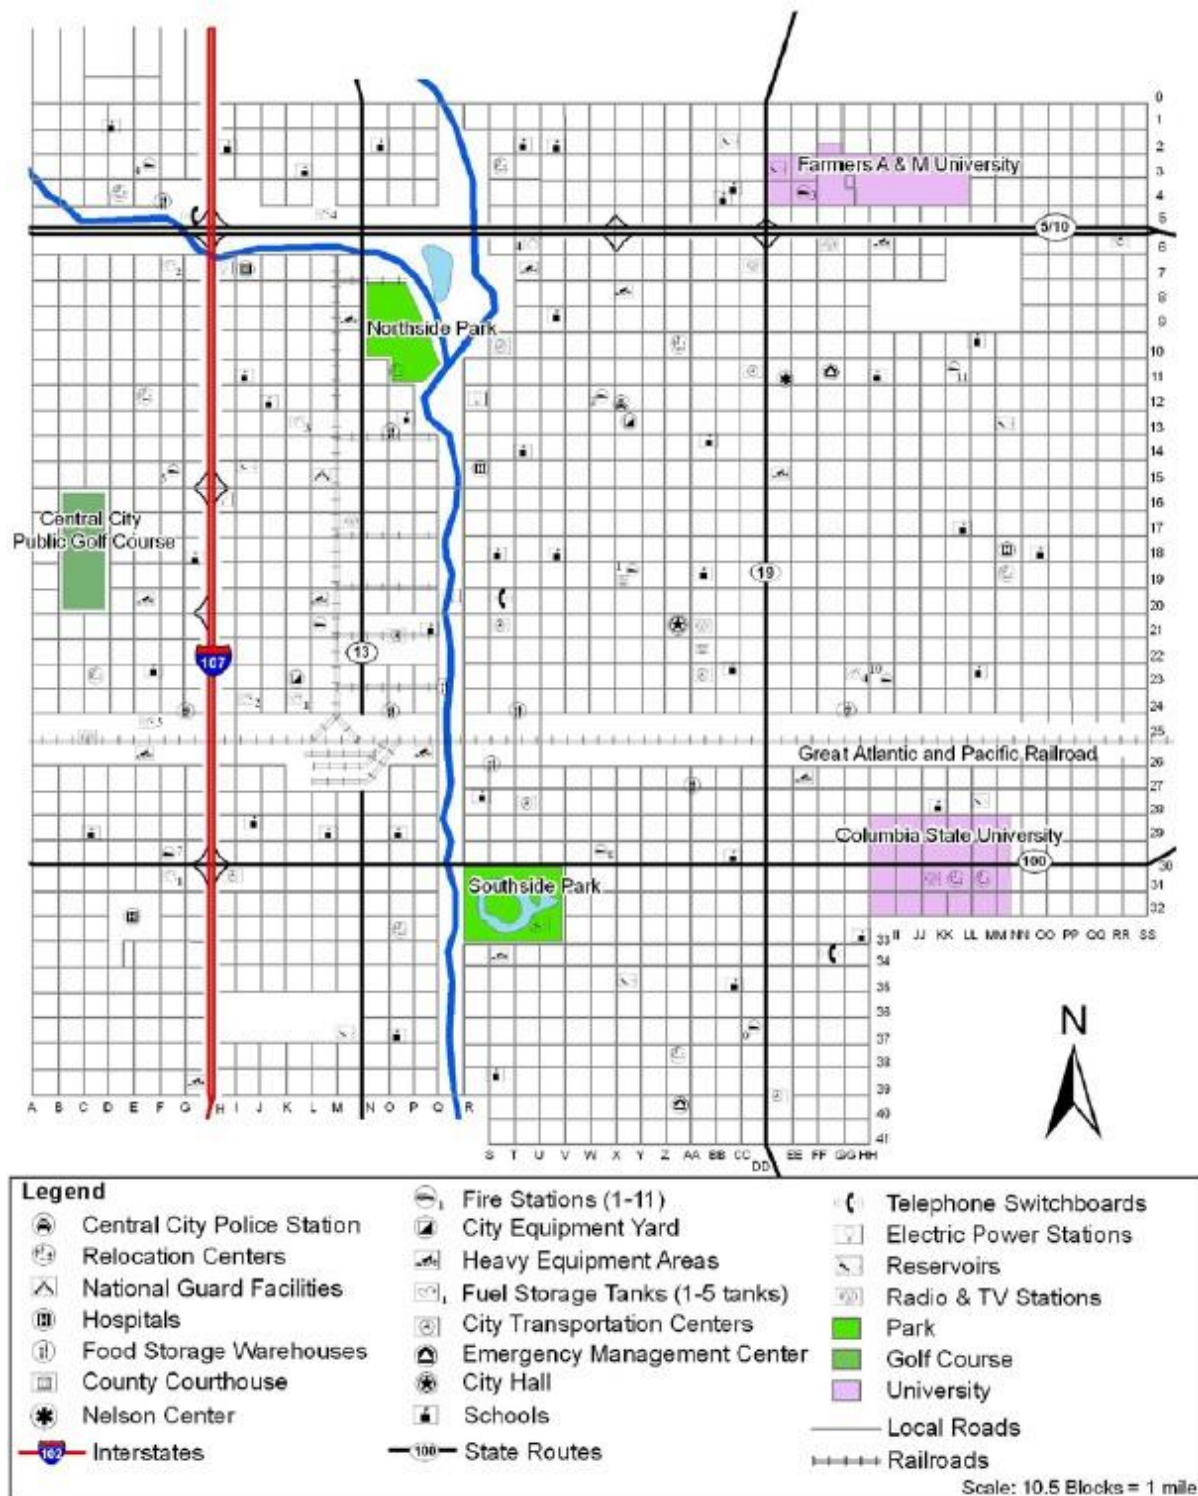 0
1
2
3
4
5
6
7
8
9
10
11
12
13
14
15
16
17
18
19
20
21
22
23
24
25
26
27
28
29
30
31
32
33
34
35
36
37
38
39
40
41
Farmers A & M University
5/10
Northside Park
Central City
Public Golf Course
19
107
13
Great Atlantic and Pacific Railroad
Columbia State University
100
Southside Park
II JJ KK LL MM NN OO PP QQ RR SS
N
A B C D E F G H I J K L M N O P Q R
S T U V W X Y Z AA BB CC DD EE FF GG HH
Legend
Central City Police Station
Relocation Centers
National Guard Facilities
Hospitals
Food Storage Warehouses
County Courthouse
Nelson Center
102 Interstates
Fire Stations (1-11)
City Equipment Yard
Heavy Equipment Areas
Fuel Storage Tanks (1-5 tanks)
City Transportation Centers
Emergency Management Center
City Hall
Schools
100 State Routes
Telephone Switchboards
Electric Power Stations
Reservoirs
Radio & TV Stations
Park
Golf Course
University
Local Roads
Railroads
Scale: 10.5 Blocks = 1 mile